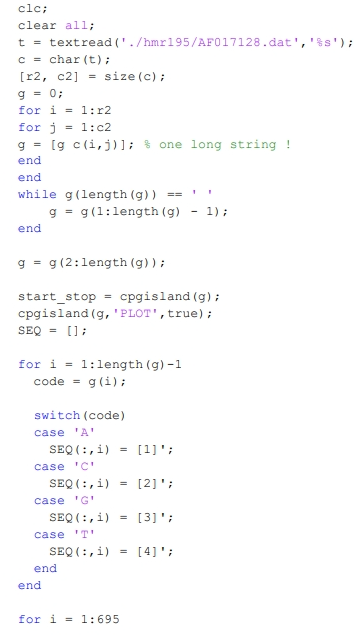 clc;
clear all;
t = textread('./hmr195/AF017128.dat','%s');
c = char(t);
[r2, c2] = size(c);
g = 0;
for i = 1:r2
for j = 1:c2
g = [g c(i,j)]; % one long string !
end
end
while g(length(g)) == ' '
    g = g(1:length(g) - 1);
end

g = g(2:length(g));

start_stop = cpgisland(g);
cpgisland(g,'PLOT',true);
SEQ = [];

for i = 1:length(g)-1
  code = g(i);

  switch(code)
  case 'A'
    SEQ(:,i) = [1]';
  case 'C'
    SEQ(:,i) = [2]';
  case 'G'
    SEQ(:,i) = [3]';
  case 'T'
    SEQ(:,i) = [4]';
  end
end

for i = 1:695